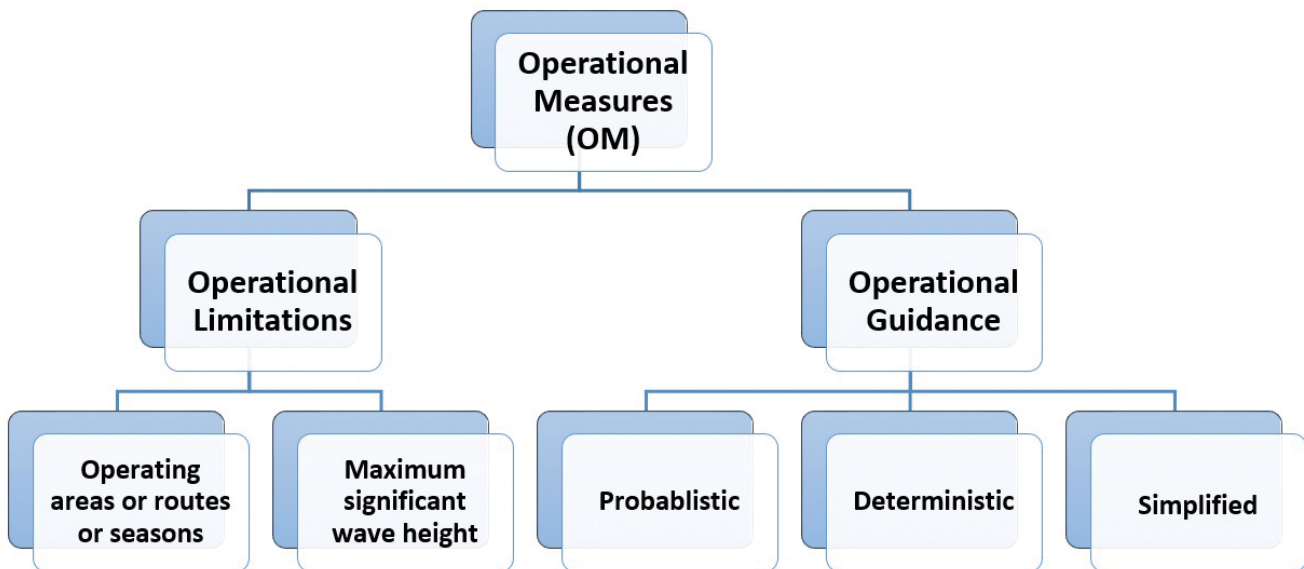 Operational
Measures
(OM)
Operational
Limitations
Operational
Guidance
Operating
areas or routes
or seasons
Maximum
significant
wave height
Probablistic
Deterministic
Simplified